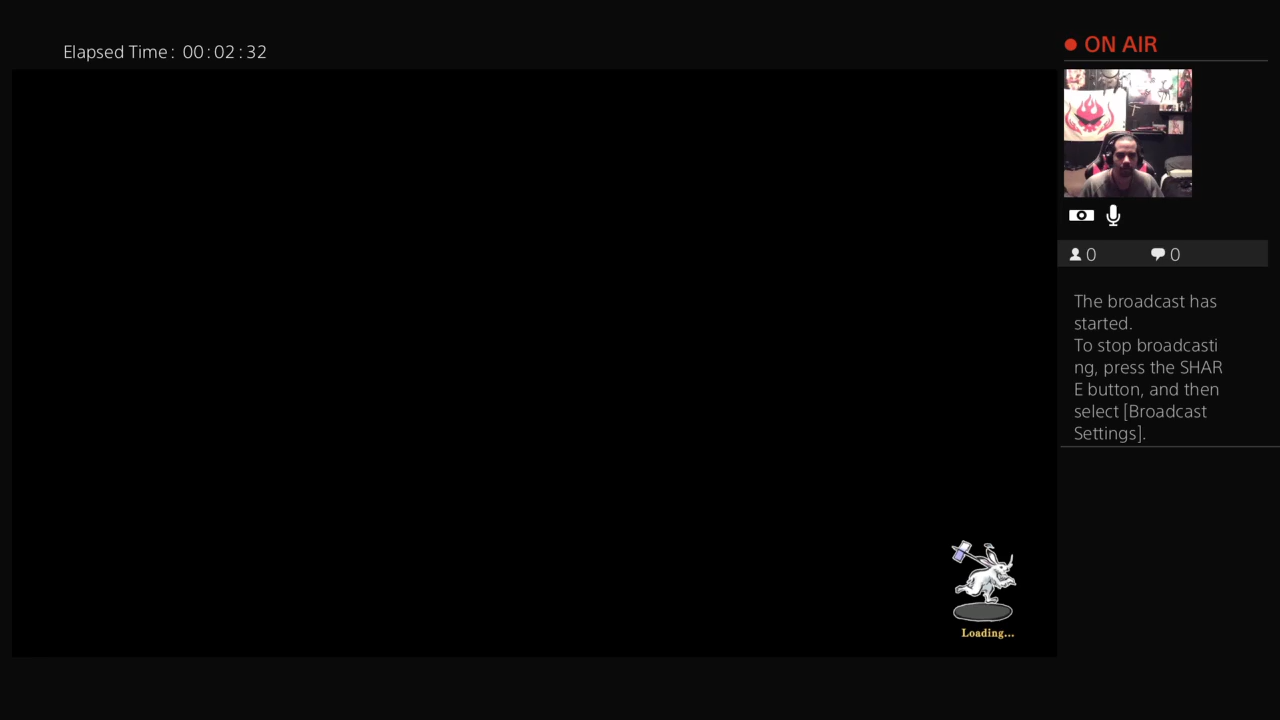 Elapsed Time: 00:02:32
ON AIR
0 0
The broadcast has
started.
To stop broadcasti
ng, press the SHAR
E button, and then
select [Broadcast
Settings].
Loading...